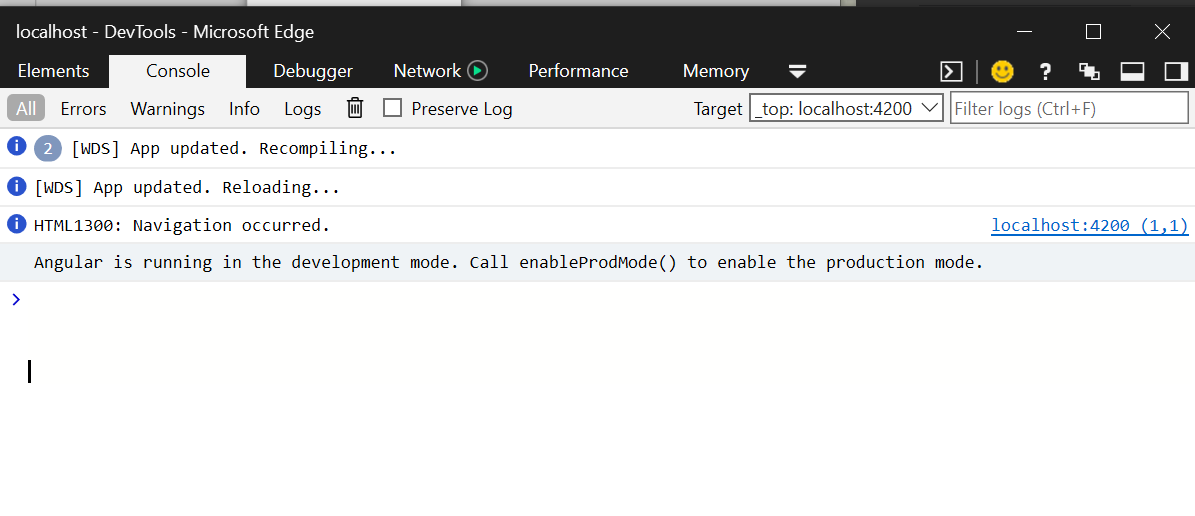 localhost - DevTools - Microsoft Edge
Elements Console Debugger Network Performance Memory ?
All Errors Warnings Info Logs Preserve Log Target _top: localhost:4200 Filter logs (Ctrl+F)
2 [WDS] App updated. Recompiling...
[WDS] App updated. Reloading...
HTML1300: Navigation occurred. localhost:4200 (1,1)
Angular is running in the development mode. Call enableProdMode() to enable the production mode.
>